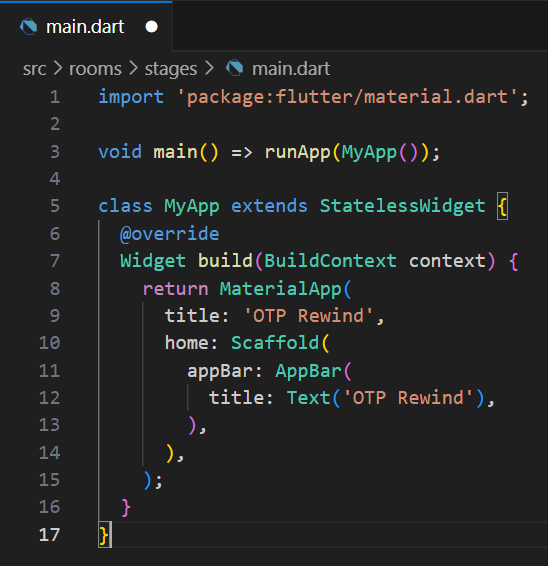 main.dart
src > rooms > stages > main.dart
1 import 'package:flutter/material.dart';
2
3 void main() => runApp(MyApp());
4
5 class MyApp extends StatelessWidget {
6   @override
7   Widget build(BuildContext context) {
8     return MaterialApp(
9       title: 'OTP Rewind',
10       home: Scaffold(
11         appBar: AppBar(
12           title: Text('OTP Rewind'),
13         ),
14       ),
15     );
16   }
17 }